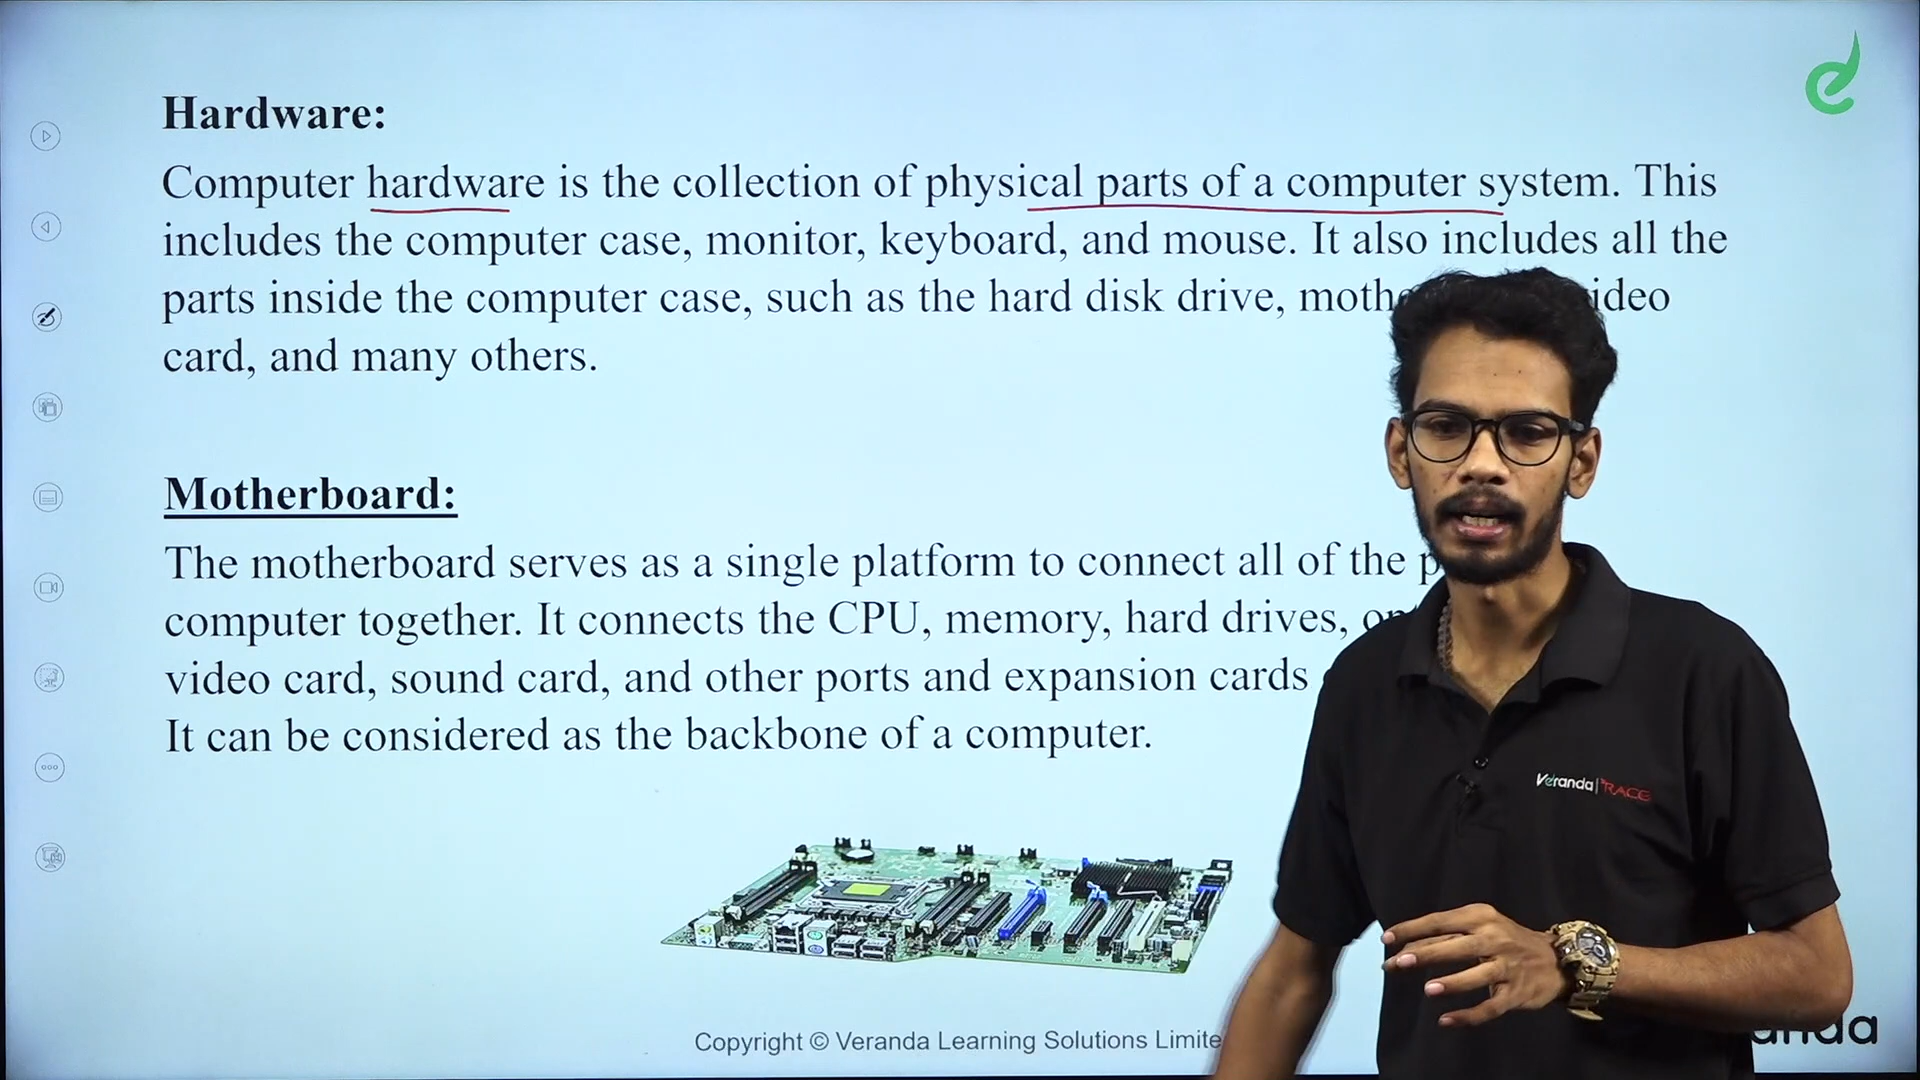 Hardware:
Computer hardware is the collection of physical parts of a computer system. This
includes the computer case, monitor, keyboard, and mouse. It also includes all the
parts inside the computer case, such as the hard disk drive,
card, and many others.
Motherboard:
The motherboard serves as a single platform to connect all of the
computer together. It connects the CPU, memory, hard drives,
video card, sound card, and other ports and expansion cards
It can be considered as the backbone of a computer.
Veranda | RACE
Copyright © Veranda Learning Solutions